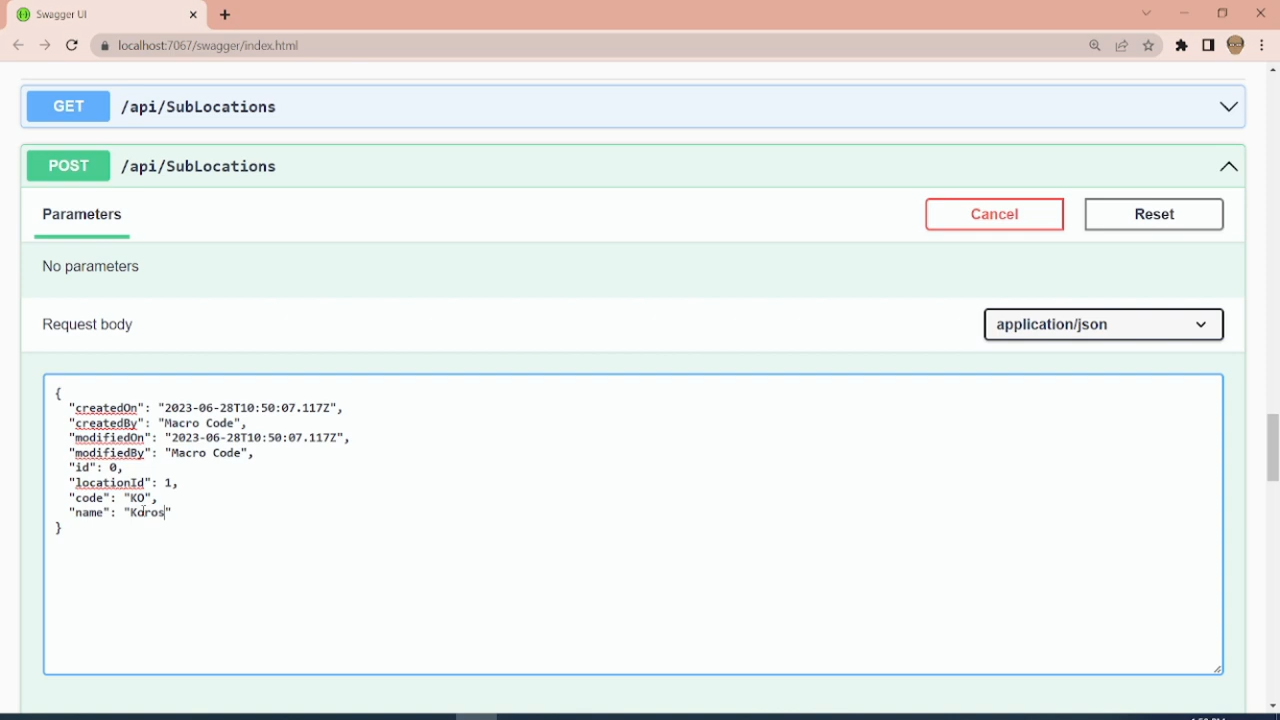 Swagger UI
localhost:7067/swagger/index.html
GET /api/SubLocations
POST /api/SubLocations
Parameters
Cancel
Reset
No parameters
Request body
application/json
{
"createdOn": "2023-06-28T10:50:07.117Z",
"createdBy": "Macro Code",
"modifiedOn": "2023-06-28T10:50:07.117Z",
"modifiedBy": "Macro Code",
"id": 0,
"locationId": 1,
"code": "KO",
"name": "Koros"
}